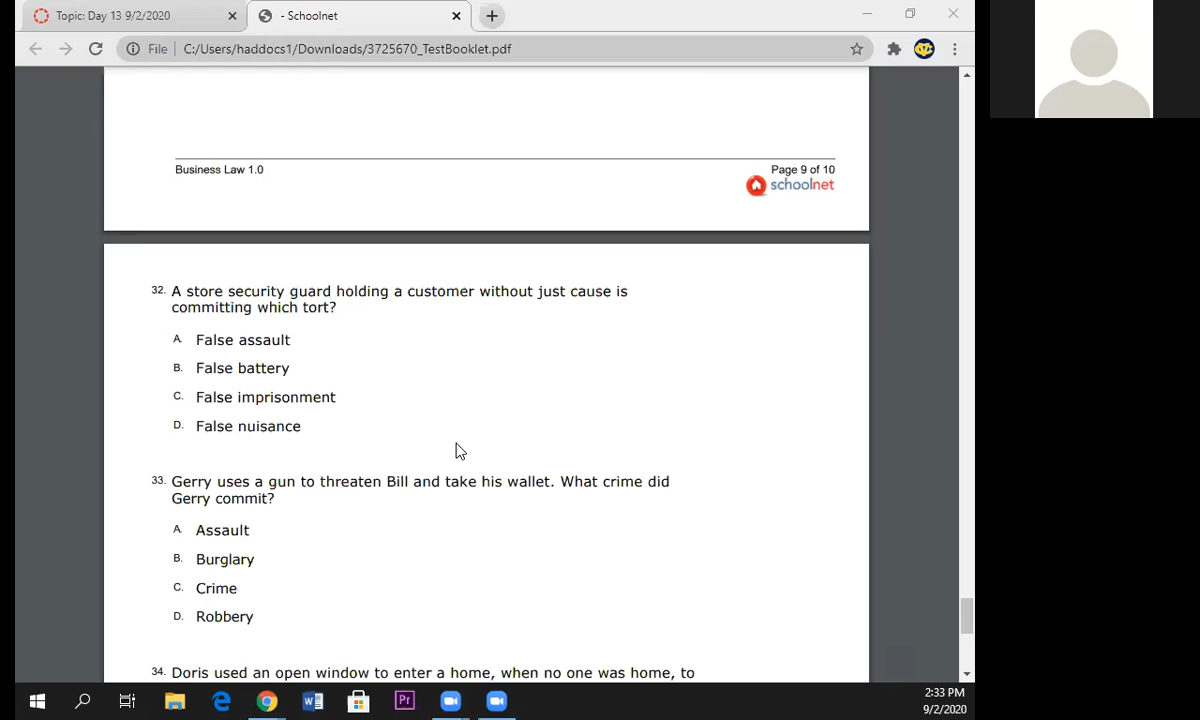 Topic: Day 13 9/2/2020
- Schoolnet
File
C:/Users/haddocs1/Downloads/3725670_TestBooklet.pdf
Business Law 1.0
Page 9 of 10
schoolnet
32. A store security guard holding a customer without just cause is
committing which tort?
A. False assault
B. False battery
C. False imprisonment
D. False nuisance
33. Gerry uses a gun to threaten Bill and take his wallet. What crime did
Gerry commit?
A. Assault
B. Burglary
C. Crime
D. Robbery
34. Doris used an open window to enter a home, when no one was home, to
Pr
2:33 PM
9/2/2020